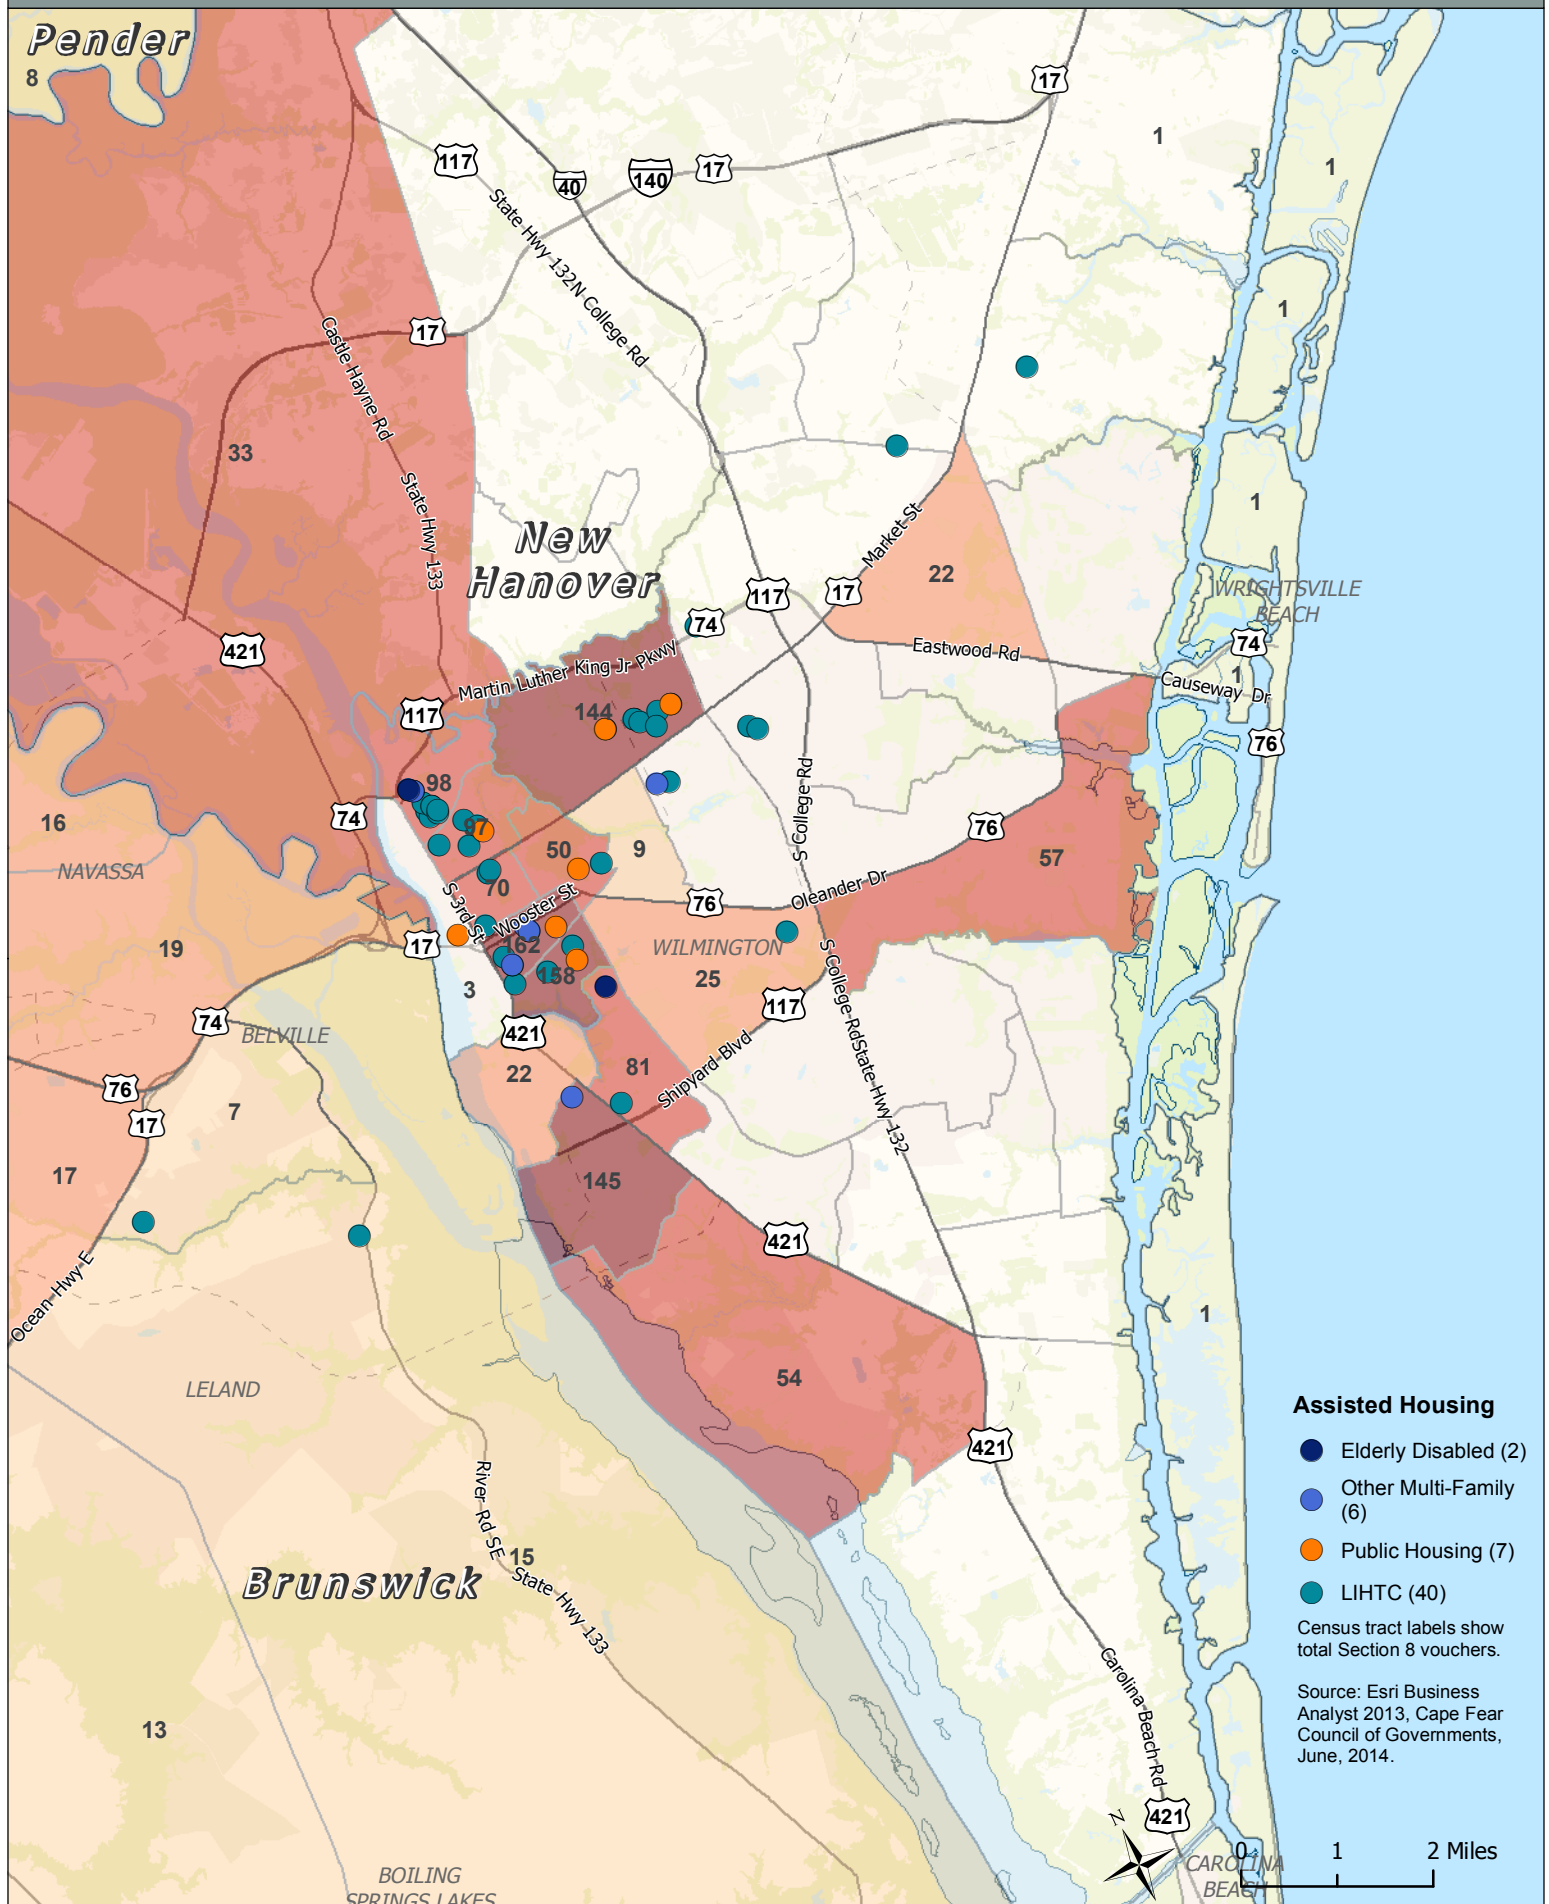 Pender
8
17
117
1
1
40
140
17
State Hwy 132
N College Rd
1
17
Castle Hayne Rd
33
State Hwy 133
1
Market St
New
Hanover
22
WRIGHTSVILLE
BEACH
117
17
74
421
74
Eastwood Rd
Martin Luther King Jr Pkwy
1
Causeway Dr
117
144
76
98
74
16
97
S College Rd
76
50
9
57
NAVASSA
70
S 3rd St
Wooster St
76
Oleander Dr
17
162
WILMINGTON
19
158
25
3
117
S College Rd
State Hwy 132
74
BELVILLE
421
22
81
Shipyard Blvd
76
7
17
17
145
421
Ocean Hwy E
1
54
LELAND
Assisted Housing
Elderly Disabled (2)
Other Multi-Family
(6)
Public Housing (7)
LIHTC (40)
Census tract labels show
total Section 8 vouchers.
Source: Esri Business
Analyst 2013, Cape Fear
Council of Governments,
June, 2014.
421
River Rd SE
15
Brunswick
State Hwy 133
Carolina Beach Rd
13
421
N
0 1 2 Miles
CAROLINA
BEACH
BOILING
SPRINGS LAKES